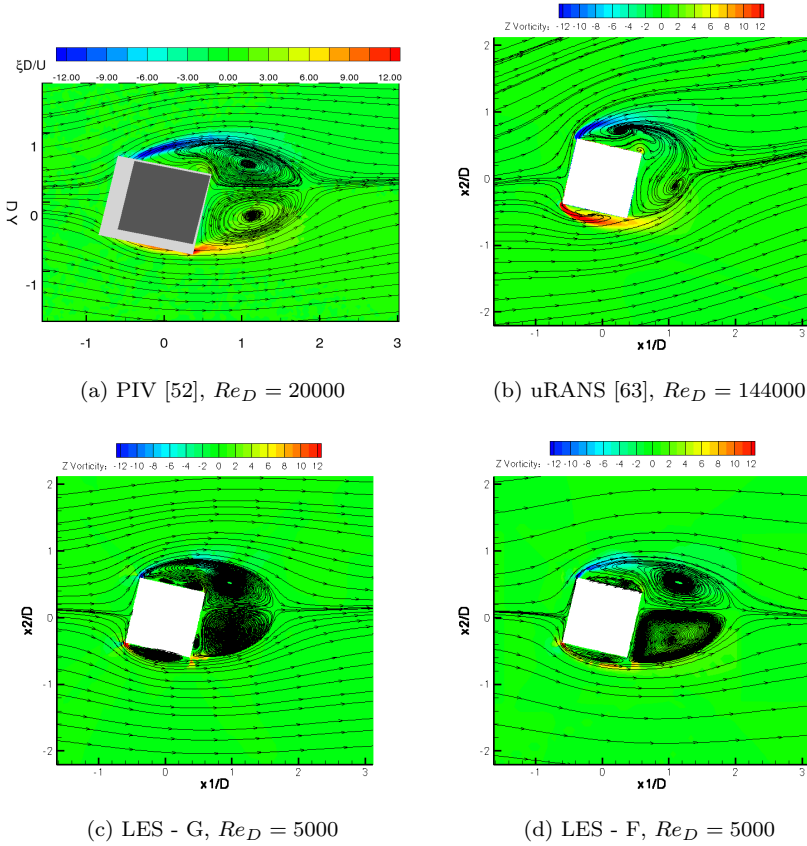 ξD/U
-12.00 -9.00 -6.00 -3.00 0.00 3.00 6.00 9.00 12.00
Y D
1
0
-1
-1 0 1 2 3
(a) PIV [52], Re_D = 20000
Z Vorticity: -12 -10 -8 -6 -4 -2 0 2 4 6 8 10 12
x2/D
2
1
0
-1
-2
-1 0 1 2 3
x1/D
(b) uRANS [63], Re_D = 144000
Z Vorticity: -12 -10 -8 -6 -4 -2 0 2 4 6 8 10 12
x2/D
2
1
0
-1
-2
-1 0 1 2 3
x1/D
(c) LES - G, Re_D = 5000
Z Vorticity: -12 -10 -8 -6 -4 -2 0 2 4 6 8 10 12
x2/D
2
1
0
-1
-2
-1 0 1 2 3
x1/D
(d) LES - F, Re_D = 5000